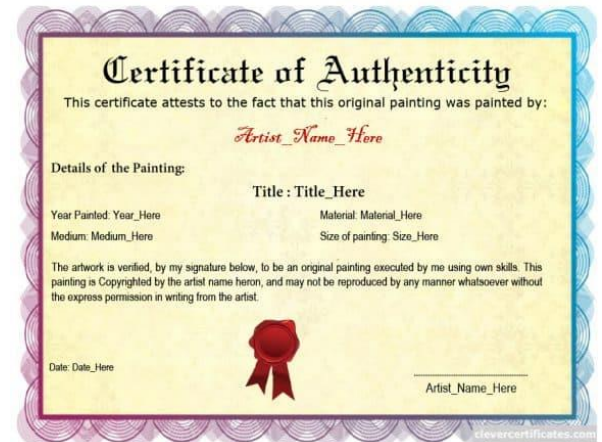 Certificate of Authenticity
This certificate attests to the fact that this original painting was painted by:
Artist_Name_Here
Details of the Painting:
Title : Title_Here
Year Painted: Year_Here
Material: Material_Here
Medium: Medium_Here
Size of painting: Size_Here
The artwork is verified, by my signature below, to be an original painting executed by me using own skills. This
painting is Copyrighted by the artist name heron, and may not be reproduced by any manner whatsoever without
the express permission in writing from the artist.
Date: Date_Here
Artist_Name_Here
clevercertificates.com